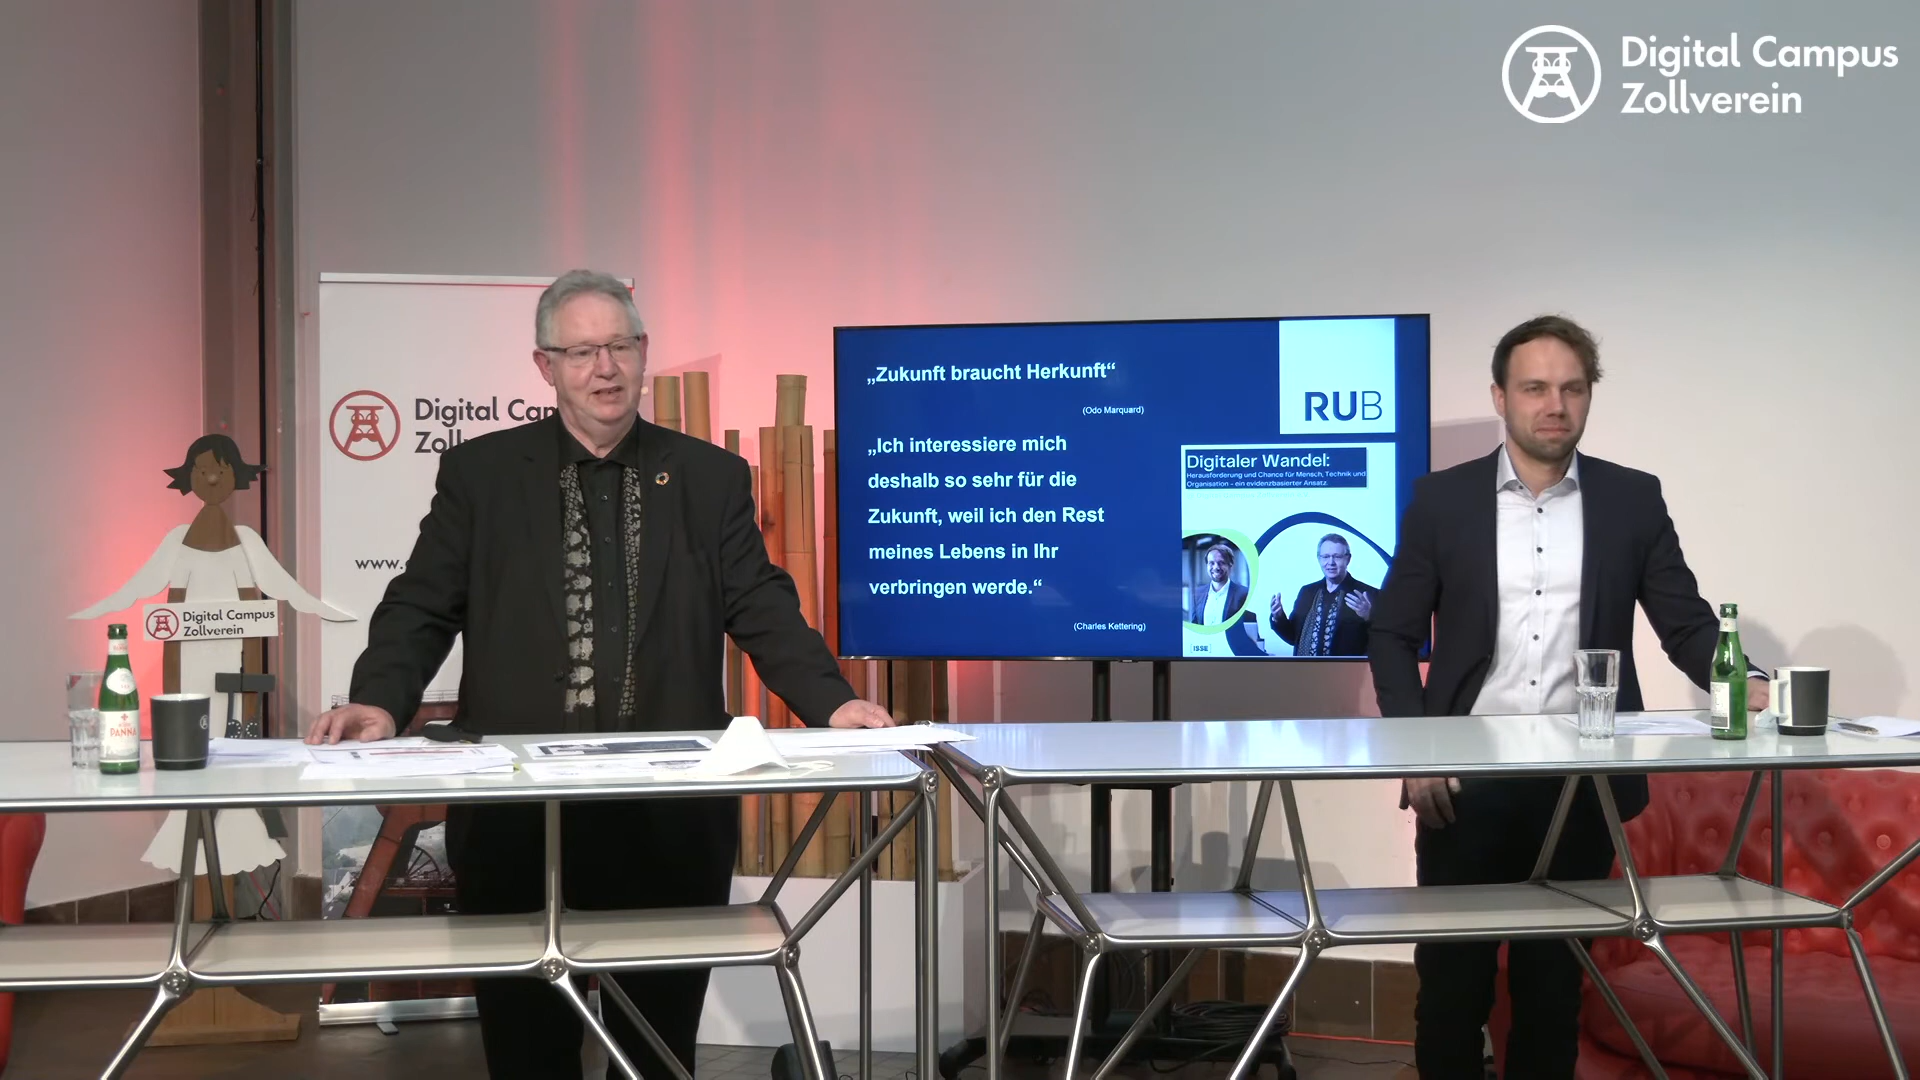 Digital Campus
Zollverein
„Zukunft braucht Herkunft“
(Odo Marquard)
„Ich interessiere mich
deshalb so sehr für die
Zukunft, weil ich den Rest
meines Lebens in Ihr
verbringen werde.“
(Charles Kettering)
RUB
Digitaler Wandel:
Herausforderung und Chance für Mensch, Technik und
Organisation – ein evidenzbasierter Ansatz.
ISSE
Digital
www.
Digital Campus
Zollverein
PANNA